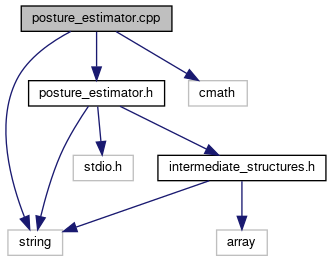 posture_estimator.cpp
posture_estimator.h
cmath
stdio.h
intermediate_structures.h
string
array